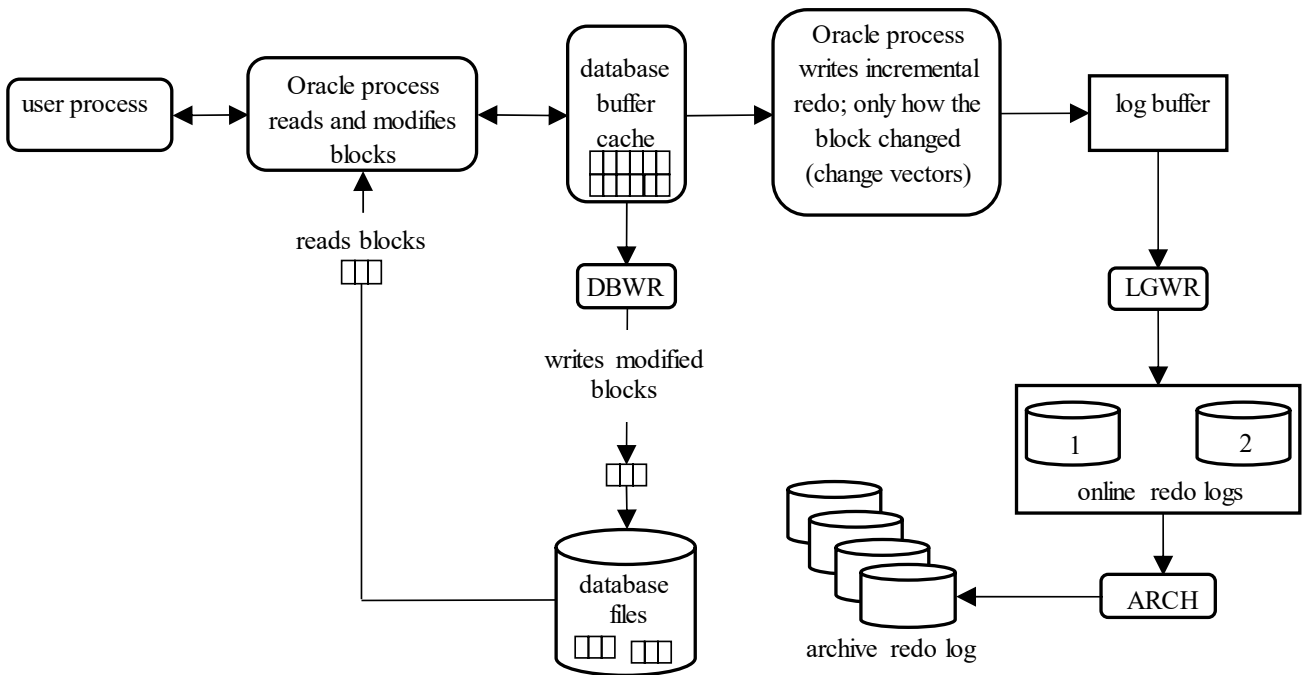 user process
Oracle process
reads and modifies
blocks
database
buffer
cache
Oracle process
writes incremental
redo; only how the
block changed
(change vectors)
log buffer
reads blocks
DBWR
LGWR
writes modified
blocks
1
2
online redo logs
database
files
ARCH
archive redo log